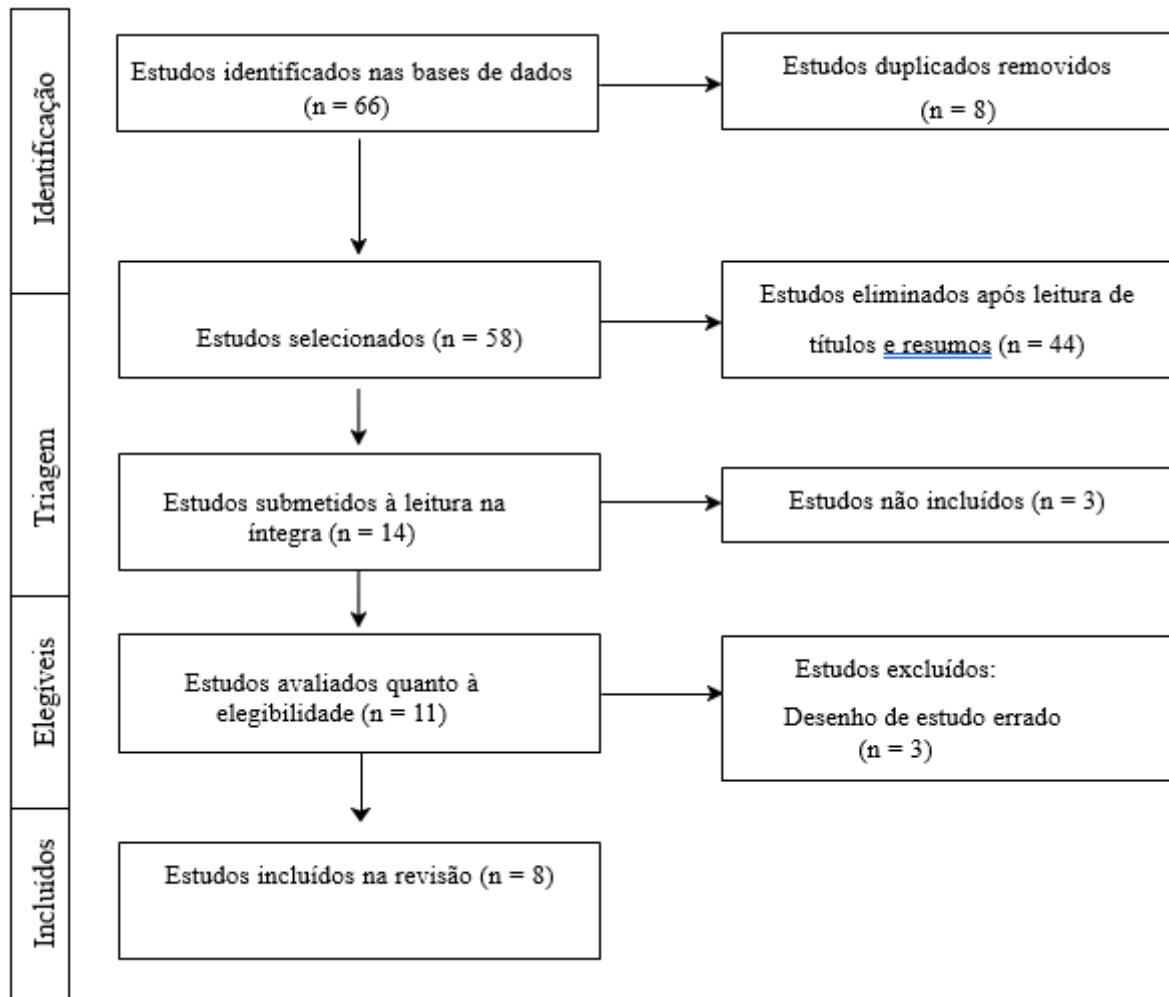 Identificação
Estudos identificados nas bases de dados
(n = 66)
Estudos duplicados removidos
(n = 8)
Triagem
Estudos selecionados (n = 58)
Estudos eliminados após leitura de
títulos e resumos (n = 44)
Estudos submetidos à leitura na
íntegra (n = 14)
Estudos não incluídos (n = 3)
Elegíveis
Estudos avaliados quanto à
elegibilidade (n = 11)
Estudos excluídos:
Desenho de estudo errado
(n = 3)
Incluídos
Estudos incluídos na revisão (n = 8)